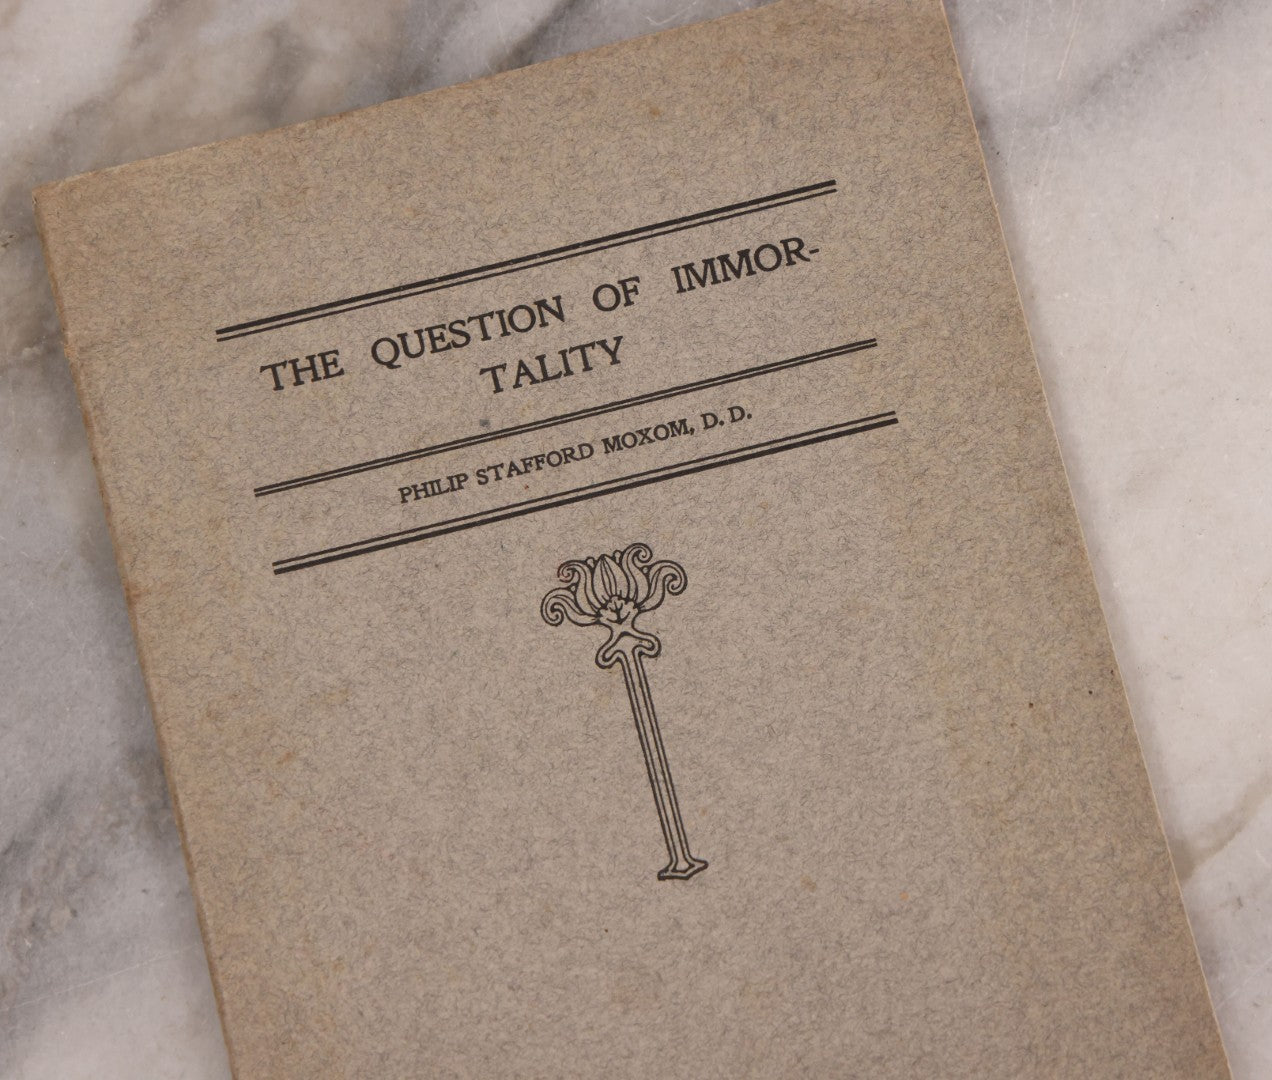 THE QUESTION OF IMMOR-
TALITY
PHILIP STAFFORD MOXOM, D. D.